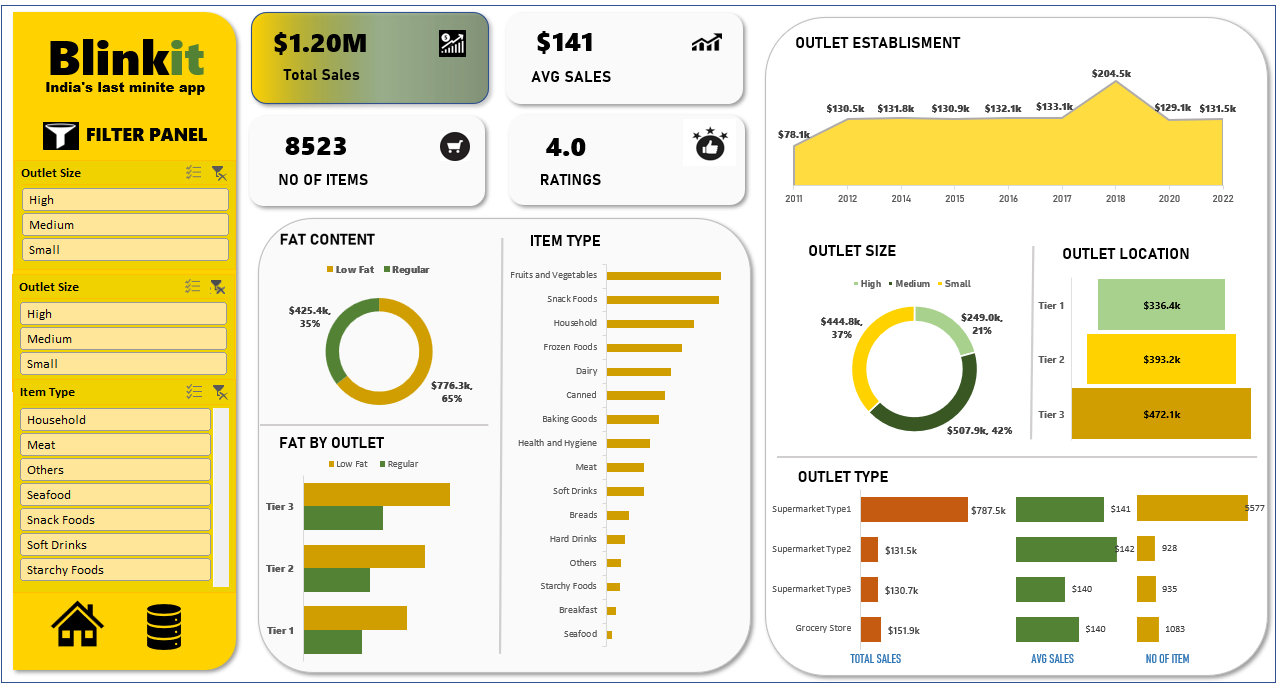 Blinkit
India's last minite app
FILTER PANEL
Outlet Size
High
Medium
Small
Outlet Size
High
Medium
Small
Item Type
Household
Meat
Others
Seafood
Snack Foods
Soft Drinks
Starchy Foods
$1.20M
Total Sales
$141
AVG SALES
8523
NO OF ITEMS
4.0
RATINGS
FAT CONTENT
Low Fat Regular
$425.4k,
35%
$776.3k,
65%
FAT BY OUTLET
Low Fat Regular
Tier 3
Tier 2
Tier 1
ITEM TYPE
Fruits and Vegetables
Snack Foods
Household
Frozen Foods
Dairy
Canned
Baking Goods
Health and Hygiene
Meat
Soft Drinks
Breads
Hard Drinks
Others
Starchy Foods
Breakfast
Seafood
OUTLET ESTABLISMENT
$78.1k $130.5k $131.8k $130.9k $132.1k $133.1k $204.5k $129.1k $131.5k
2011 2012 2014 2015 2016 2017 2018 2020 2022
OUTLET SIZE
High Medium Small
$444.8k,
37%
$249.0k,
21%
$507.9k, 42%
OUTLET LOCATION
Tier 1 $336.4k
Tier 2 $393.2k
Tier 3 $472.1k
OUTLET TYPE
Supermarket Type1 $787.5k $141 5577
Supermarket Type2 $131.5k $142 928
Supermarket Type3 $130.7k $140 935
Grocery Store $151.9k $140 1083
TOTAL SALES AVG SALES NO OF ITEM